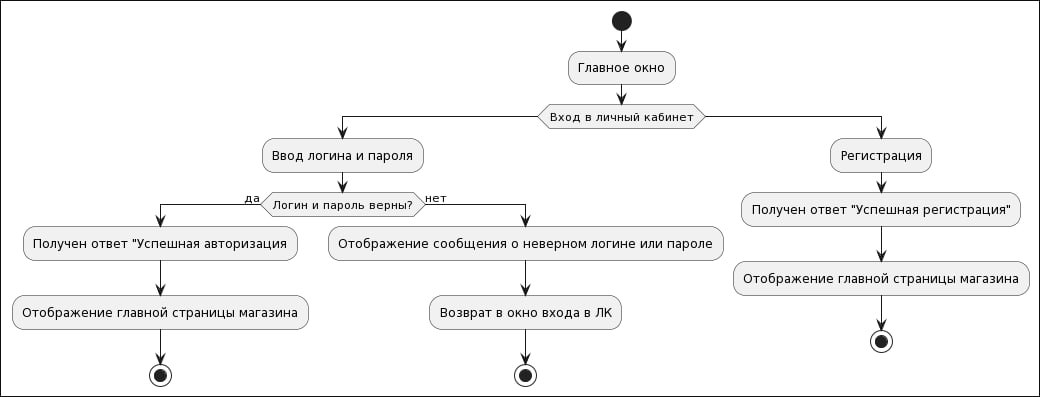 Главное окно
Вход в личный кабинет
Ввод логина и пароля
Регистрация
да
Логин и пароль верны?
нет
Получен ответ "Успешная регистрация"
Получен ответ "Успешная авторизация
Отображение сообщения о неверном логине или пароле
Отображение главной страницы магазина
Отображение главной страницы магазина
Возврат в окно входа в ЛК